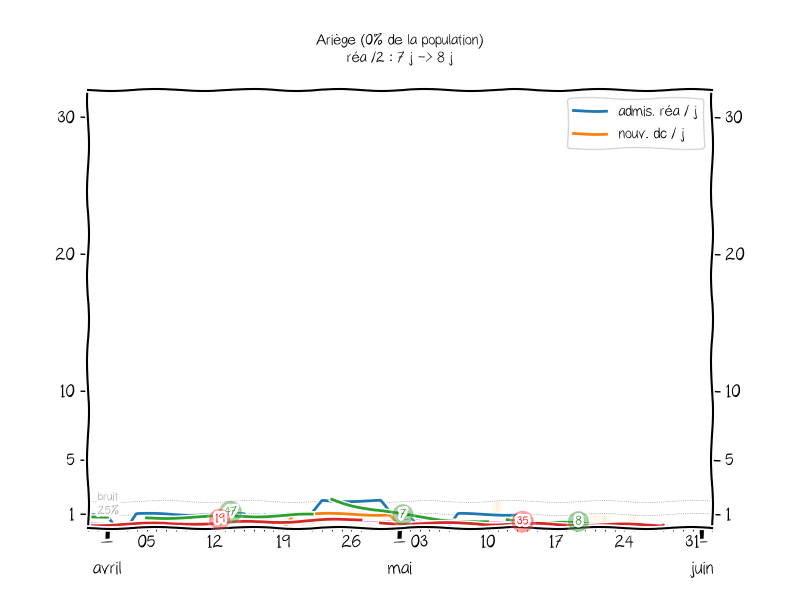 Ariège (0% de la population)
réa /2 : 7 j -> 8 j
admis. réa / j
nouv. dc / j
30 30
20 20
10 10
5 5
bruit
25%
1 1
47
19
7
35
8
05 12 19 26 03 10 17 24 31
avril mai juin